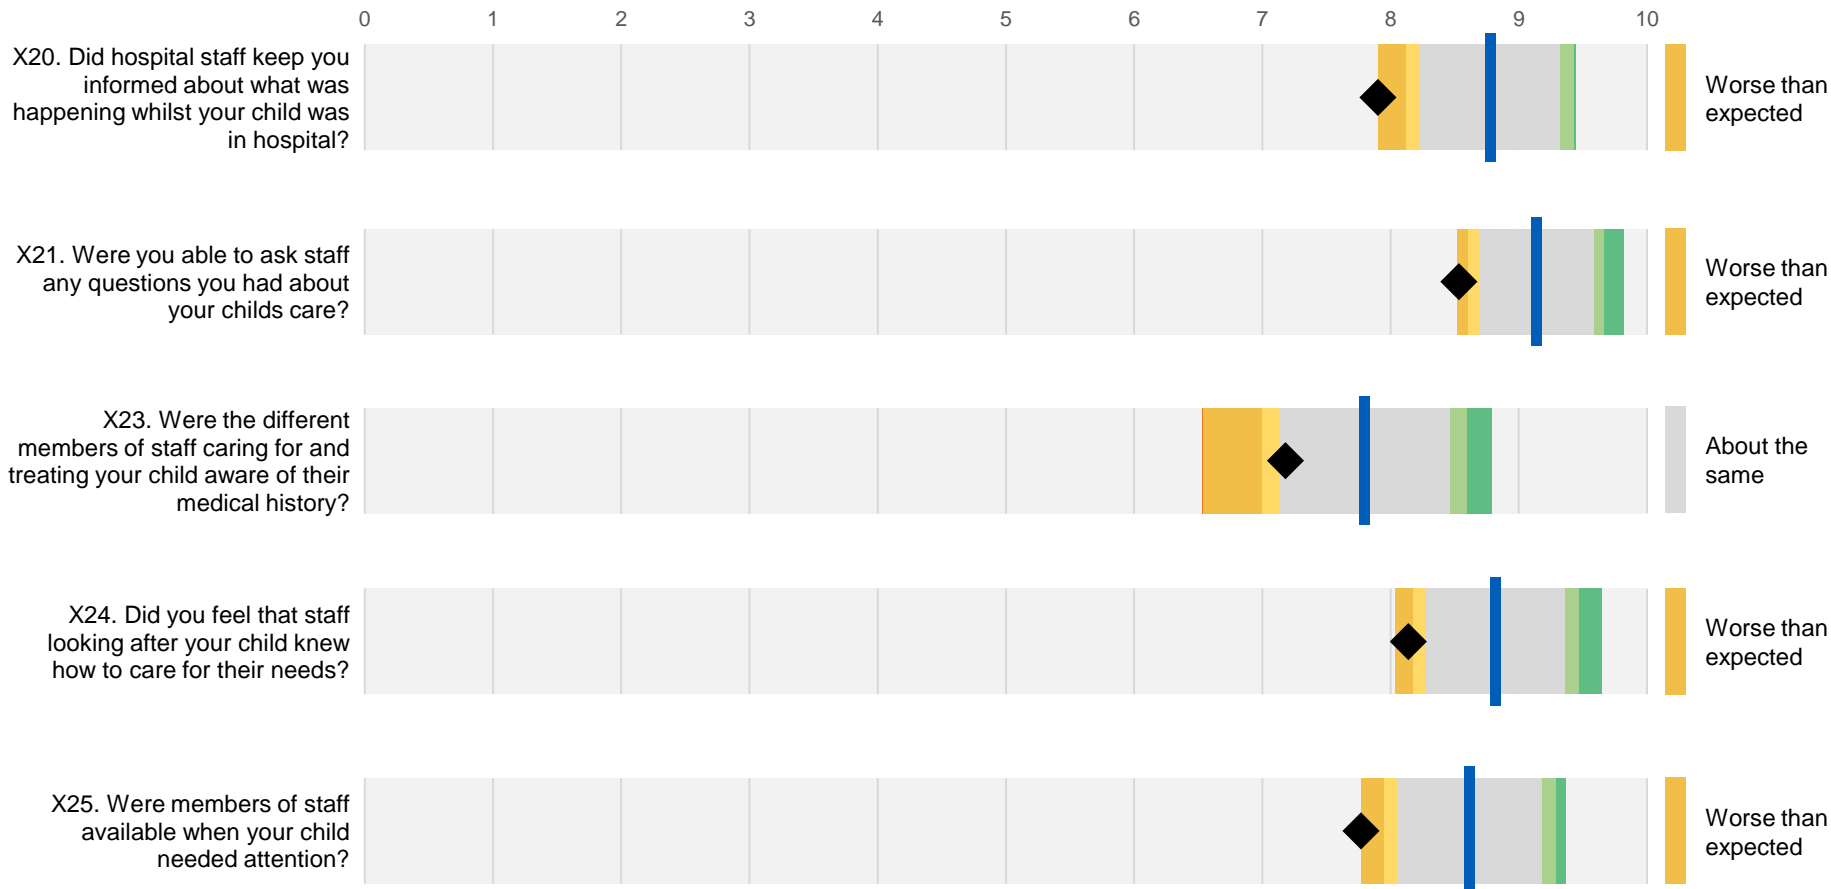 0 1 2 3 4 5 6 7 8 9 10
X20. Did hospital staff keep you
informed about what was
happening whilst your child was
in hospital?
Worse than
expected
X21. Were you able to ask staff
any questions you had about
your childs care?
Worse than
expected
X23. Were the different
members of staff caring for and
treating your child aware of their
medical history?
About the
same
X24. Did you feel that staff
looking after your child knew
how to care for their needs?
Worse than
expected
X25. Were members of staff
available when your child
needed attention?
Worse than
expected